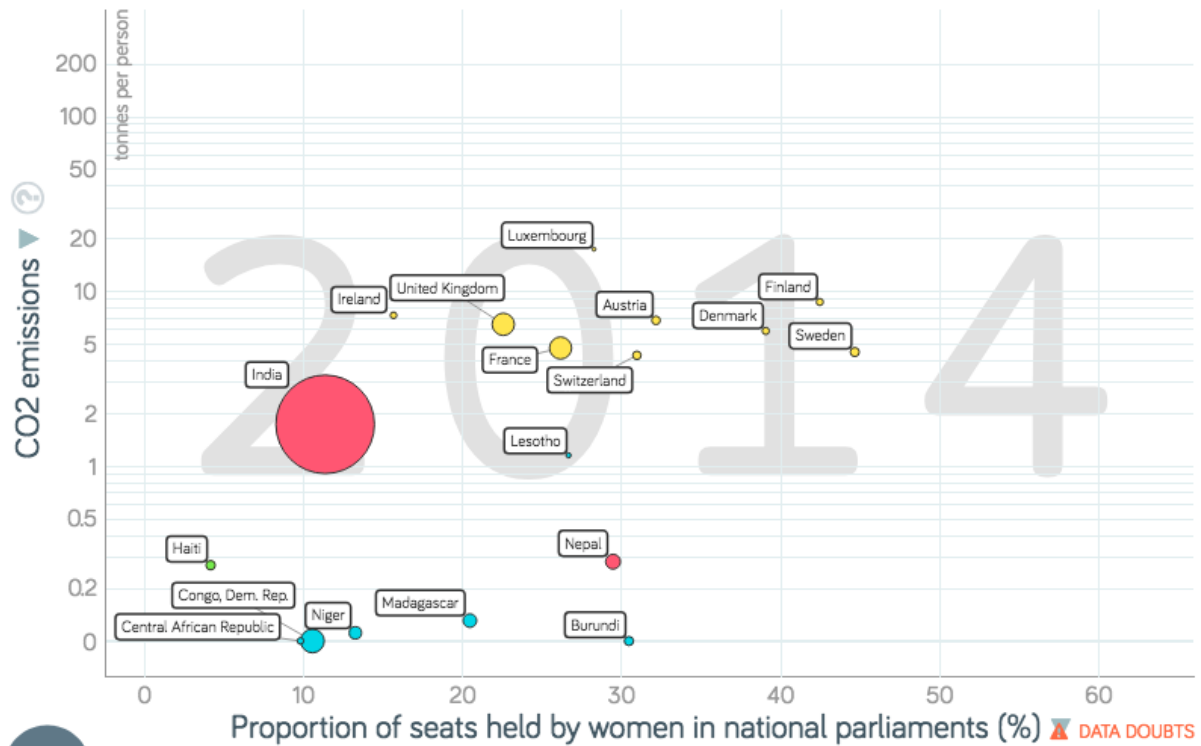 tonnes per person
200
100
50
20
10
5
2
1
0.5
0.2
0
CO2 emissions ▼ ?
2014
Luxembourg
United Kingdom
Finland
Ireland
Austria
Denmark
Sweden
France
India
Switzerland
Lesotho
Nepal
Haiti
Congo, Dem. Rep.
Madagascar
Niger
Central African Republic
Burundi
0 10 20 30 40 50 60
Proportion of seats held by women in national parliaments (%) DATA DOUBTS